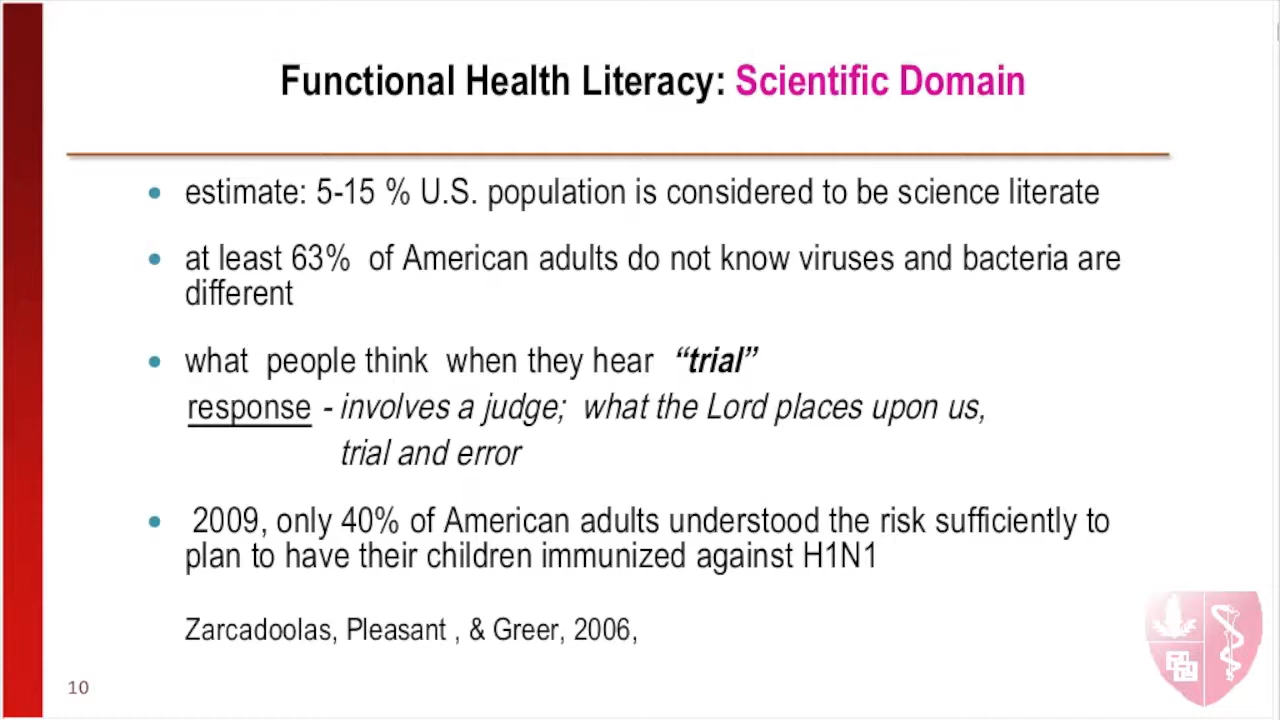 Functional Health Literacy: Scientific Domain
estimate: 5-15 % U.S. population is considered to be science literate
at least 63% of American adults do not know viruses and bacteria are
different
what people think when they hear “trial”
response - involves a judge; what the Lord places upon us,
trial and error
2009, only 40% of American adults understood the risk sufficiently to
plan to have their children immunized against H1N1
Zarcadoolas, Pleasant , & Greer, 2006,
10